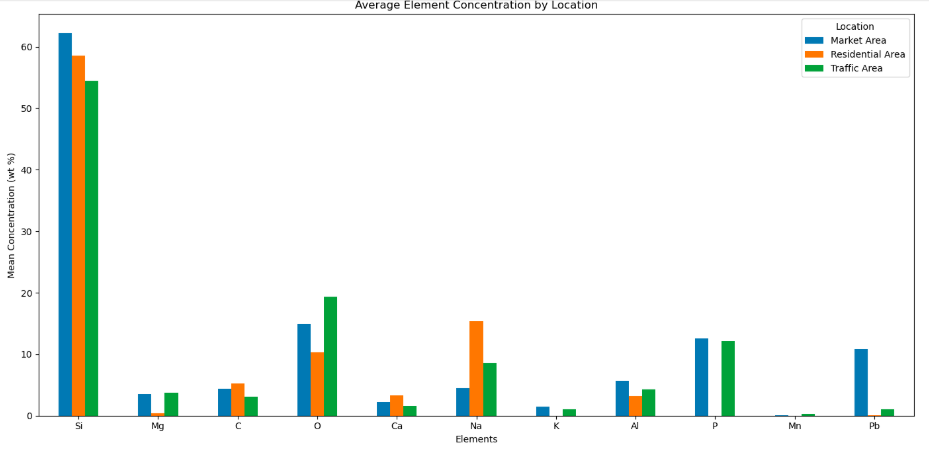 Average Element Concentration by Location
Location
Market Area
Residential Area
Traffic Area
Mean Concentration (wt %)
60
50
40
30
20
10
0
Si Mg C O Ca Na K Al P Mn Pb
Elements